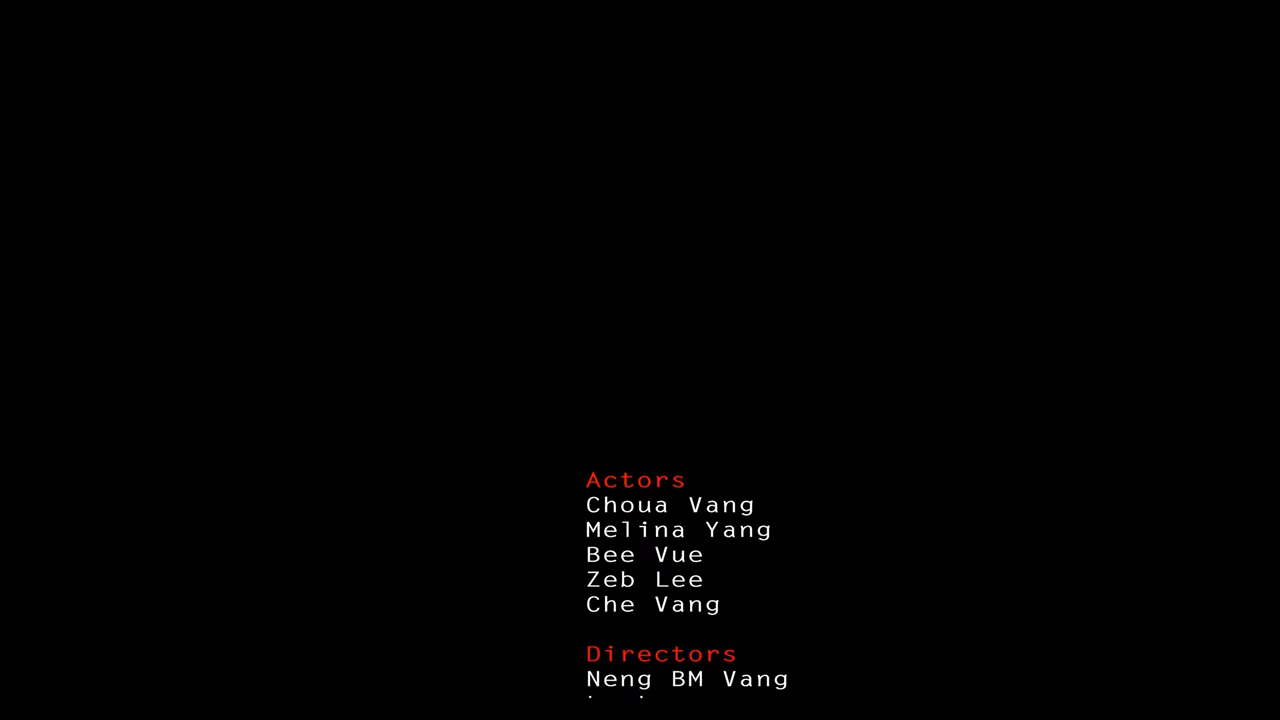 Actors
Choua Vang
Melina Yang
Bee Vue
Zeb Lee
Che Vang
Directors
Neng BM Vang